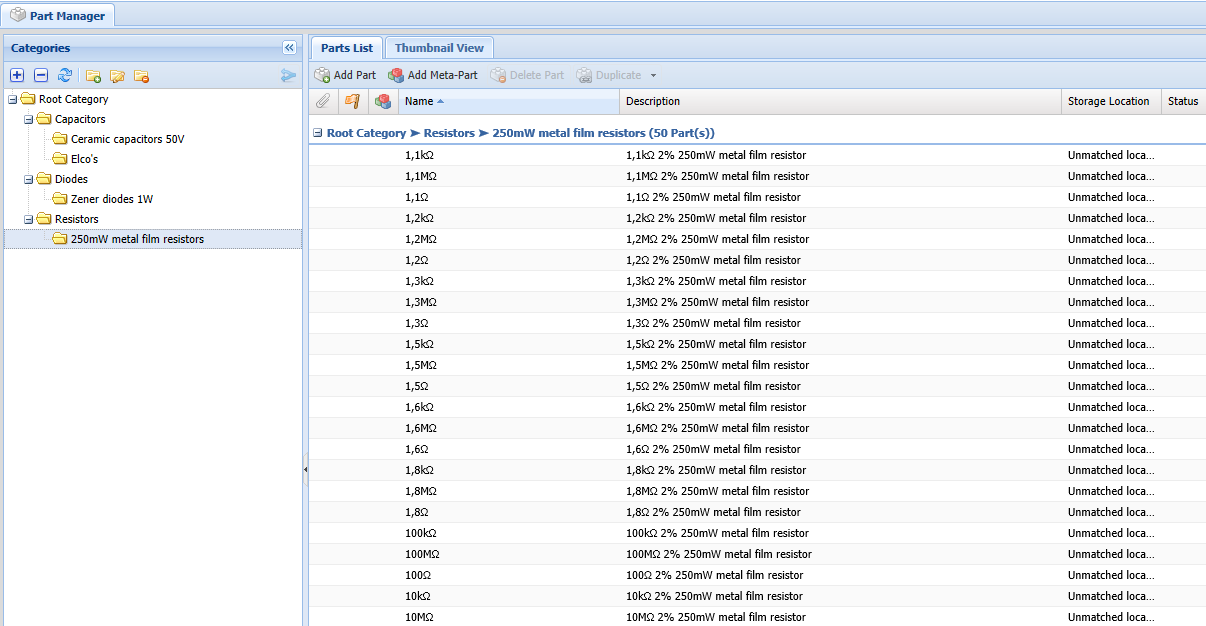 Part Manager
Categories
Root Category
Capacitors
Ceramic capacitors 50V
Elco's
Diodes
Zener diodes 1W
Resistors
250mW metal film resistors
Parts List Thumbnail View
Add Part Add Meta-Part Delete Part Duplicate
Name Description Storage Location Status
Root Category ➤ Resistors ➤ 250mW metal film resistors (50 Part(s))
1,1kΩ 1,1kΩ 2% 250mW metal film resistor Unmatched loca...
1,1MΩ 1,1MΩ 2% 250mW metal film resistor Unmatched loca...
1,1Ω 1,1Ω 2% 250mW metal film resistor Unmatched loca...
1,2kΩ 1,2kΩ 2% 250mW metal film resistor Unmatched loca...
1,2MΩ 1,2MΩ 2% 250mW metal film resistor Unmatched loca...
1,2Ω 1,2Ω 2% 250mW metal film resistor Unmatched loca...
1,3kΩ 1,3kΩ 2% 250mW metal film resistor Unmatched loca...
1,3MΩ 1,3MΩ 2% 250mW metal film resistor Unmatched loca...
1,3Ω 1,3Ω 2% 250mW metal film resistor Unmatched loca...
1,5kΩ 1,5kΩ 2% 250mW metal film resistor Unmatched loca...
1,5MΩ 1,5MΩ 2% 250mW metal film resistor Unmatched loca...
1,5Ω 1,5Ω 2% 250mW metal film resistor Unmatched loca...
1,6kΩ 1,6kΩ 2% 250mW metal film resistor Unmatched loca...
1,6MΩ 1,6MΩ 2% 250mW metal film resistor Unmatched loca...
1,6Ω 1,6Ω 2% 250mW metal film resistor Unmatched loca...
1,8kΩ 1,8kΩ 2% 250mW metal film resistor Unmatched loca...
1,8MΩ 1,8MΩ 2% 250mW metal film resistor Unmatched loca...
1,8Ω 1,8Ω 2% 250mW metal film resistor Unmatched loca...
100kΩ 100kΩ 2% 250mW metal film resistor Unmatched loca...
100MΩ 100MΩ 2% 250mW metal film resistor Unmatched loca...
100Ω 100Ω 2% 250mW metal film resistor Unmatched loca...
10kΩ 10kΩ 2% 250mW metal film resistor Unmatched loca...
10MΩ 10MΩ 2% 250mW metal film resistor Unmatched loca...